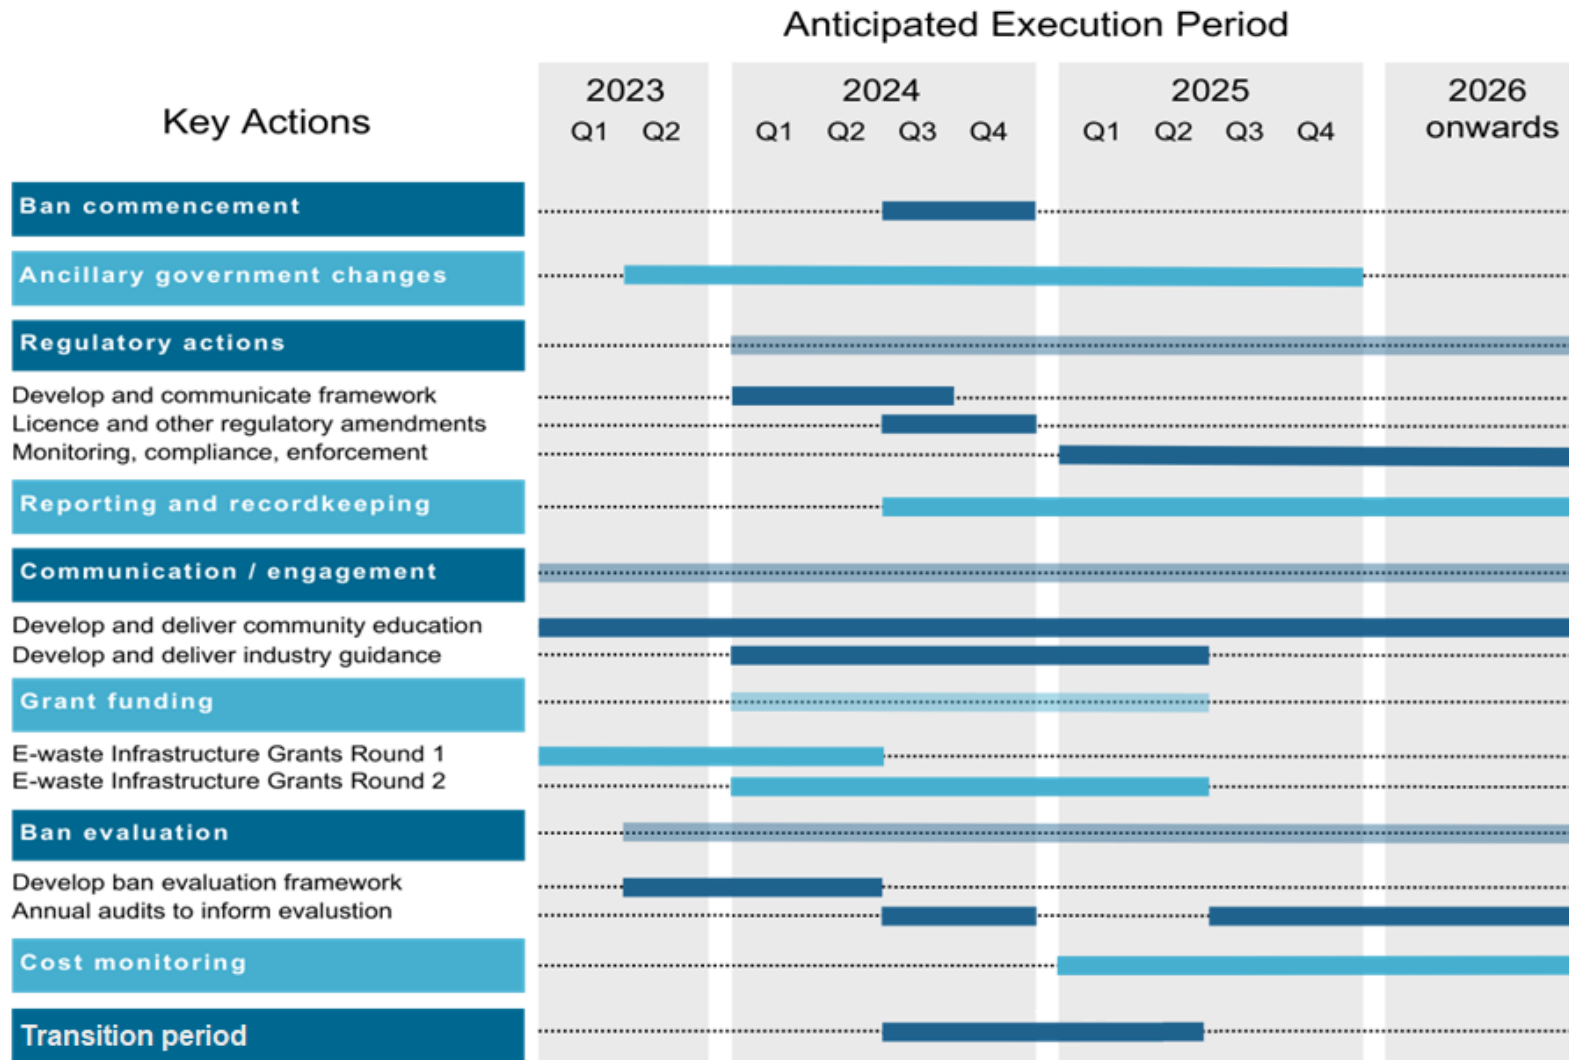 Anticipated Execution Period
Key Actions
2023
2024
2025
2026
onwards
Q1 Q2
Q1 Q2 Q3 Q4
Q1 Q2 Q3 Q4
Ban commencement
Ancillary government changes
Regulatory actions
Develop and communicate framework
Licence and other regulatory amendments
Monitoring, compliance, enforcement
Reporting and recordkeeping
Communication / engagement
Develop and deliver community education
Develop and deliver industry guidance
Grant funding
E-waste Infrastructure Grants Round 1
E-waste Infrastructure Grants Round 2
Ban evaluation
Develop ban evaluation framework
Annual audits to inform evalustion
Cost monitoring
Transition period